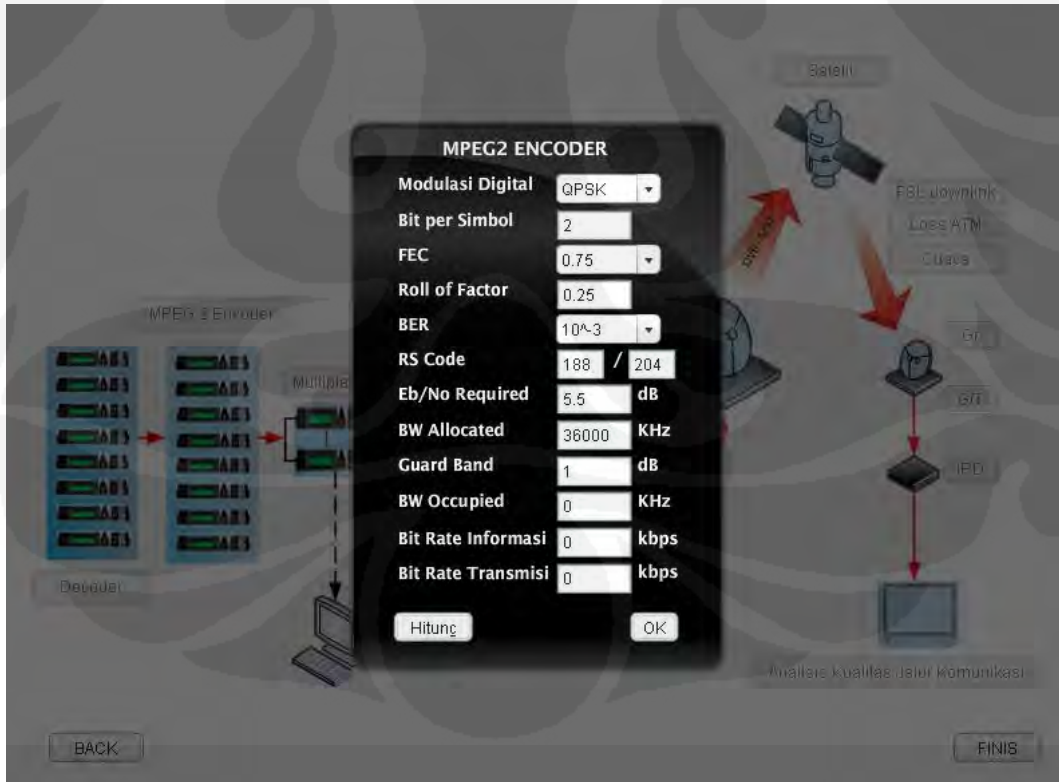 Satelit
MPEG2 ENCODER
Modulasi Digital QPSK
Bit per Simbol 2
FEC 0.75
Roll of Factor 0.25
BER 10^-3
RS Code 188 / 204
Eb/No Required 5.5 dB
BW Allocated 36000 KHz
Guard Band 1 dB
BW Occupied 0 KHz
Bit Rate Informasi 0 kbps
Bit Rate Transmisi 0 kbps
Hitung OK
FSL downlink
Loss ATM
Cuaca
MPEG 2 Encoder
Multiple
G/T
IRD
Decoder
Analisis Kualitas Jalur Komunikasi
BACK
FINIS